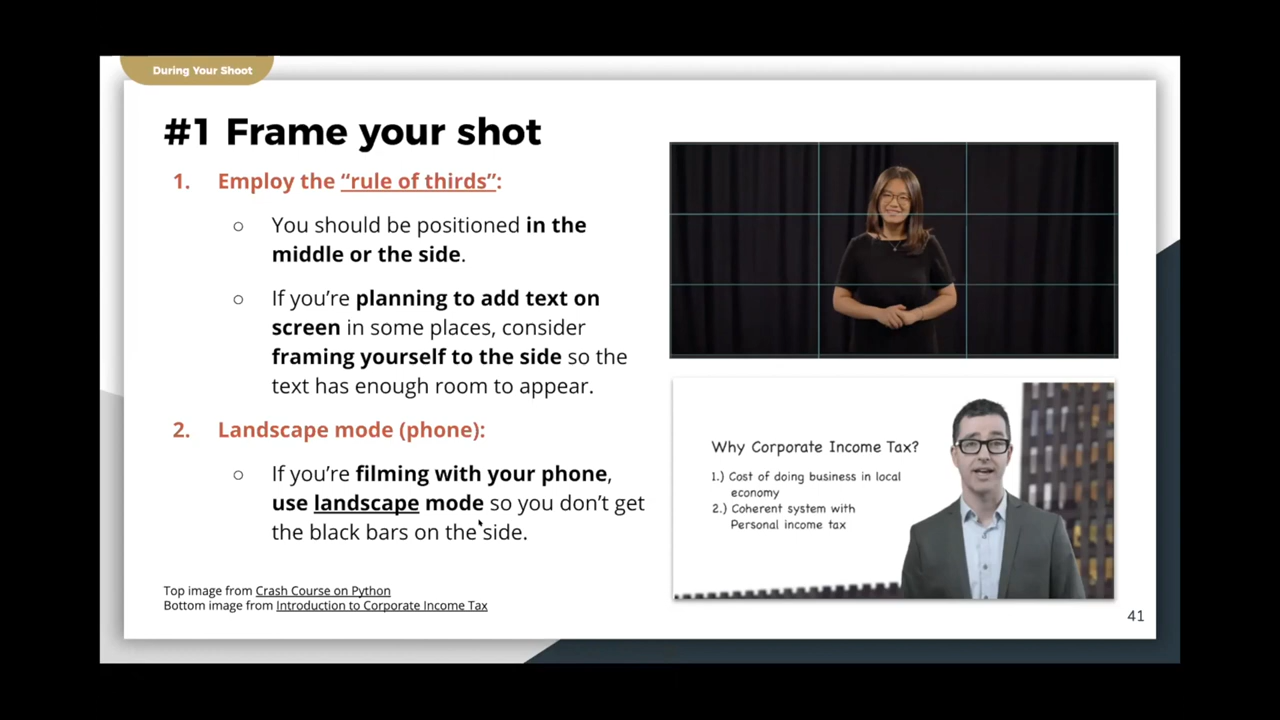 During Your Shoot
#1 Frame your shot
1. Employ the “rule of thirds”:
○ You should be positioned in the
middle or the side.
○ If you’re planning to add text on
screen in some places, consider
framing yourself to the side so the
text has enough room to appear.
2. Landscape mode (phone):
○ If you’re filming with your phone,
use landscape mode so you don’t get
the black bars on the side.
Top image from Crash Course on Python
Bottom image from Introduction to Corporate Income Tax
Why Corporate Income Tax?
1.) Cost of doing business in local
economy
2.) Coherent system with
Personal income tax
41